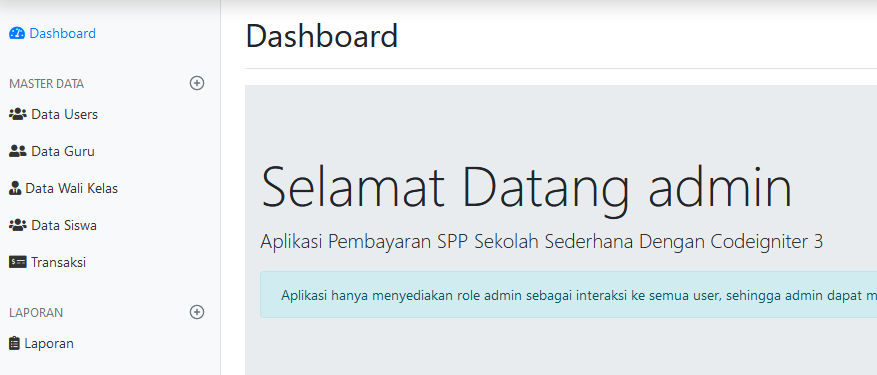 Dashboard
MASTER DATA
Data Users
Data Guru
Data Wali Kelas
Data Siswa
Transaksi
LAPORAN
Laporan
Dashboard
Selamat Datang admin
Aplikasi Pembayaran SPP Sekolah Sederhana Dengan Codeigniter 3
Aplikasi hanya menyediakan role admin sebagai interaksi ke semua user, sehingga admin dapat